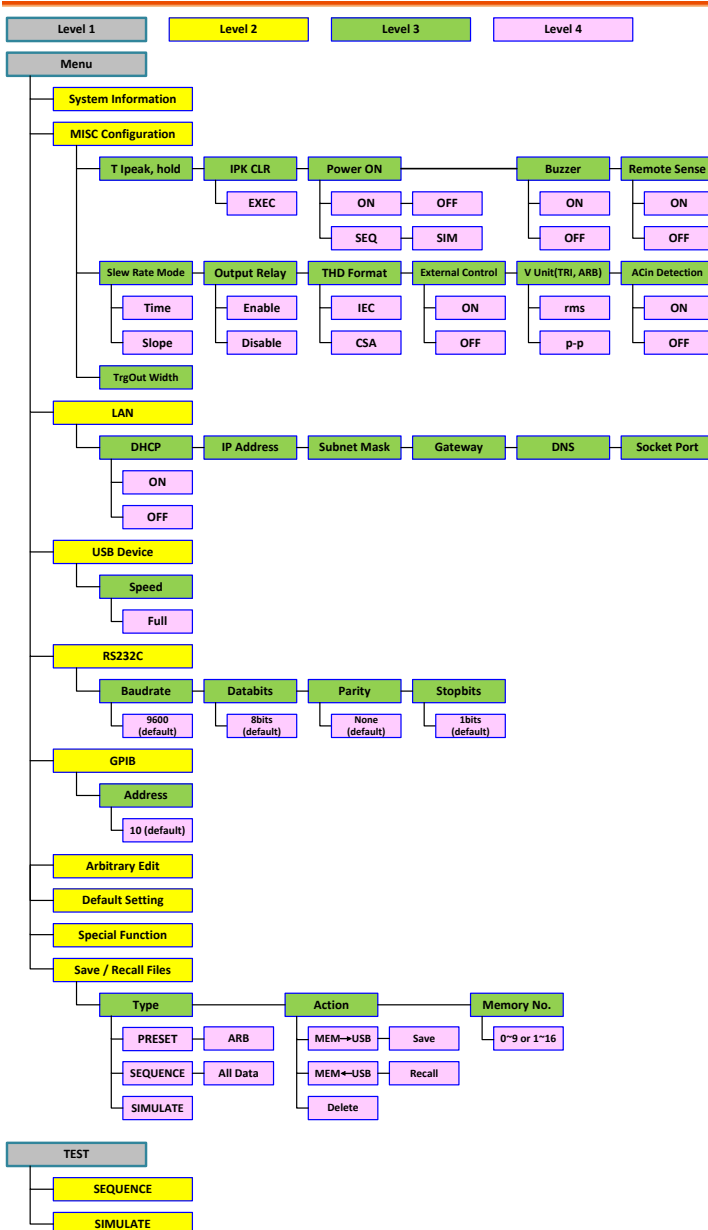 Level 1 Level 2 Level 3 Level 4
Menu
System Information
MISC Configuration
T Ipeak, hold IPK CLR Power ON Buzzer Remote Sense
EXEC ON OFF ON ON
SEQ SIM OFF OFF
Slew Rate Mode Output Relay THD Format External Control V Unit(TRI, ARB) ACin Detection
Time Enable IEC ON rms ON
Slope Disable CSA OFF p-p OFF
TrgOut Width
LAN
DHCP IP Address Subnet Mask Gateway DNS Socket Port
ON
OFF
USB Device
Speed
Full
RS232C
Baudrate Databits Parity Stopbits
9600 8bits None 1bits
(default) (default) (default) (default)
GPIB
Address
10 (default)
Arbitrary Edit
Default Setting
Special Function
Save / Recall Files
Type Action Memory No.
PRESET ARB MEM→USB Save 0~9 or 1~16
SEQUENCE All Data MEM←USB Recall
SIMULATE Delete
TEST
SEQUENCE
SIMULATE